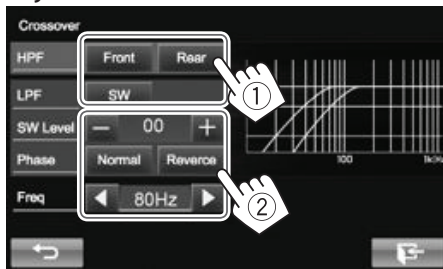 Crossover
HPF Front Rear
LPF SW
①
SW Level − 00 +
Phase Normal Reverce
Freq ◀ 80Hz ▶
②
100